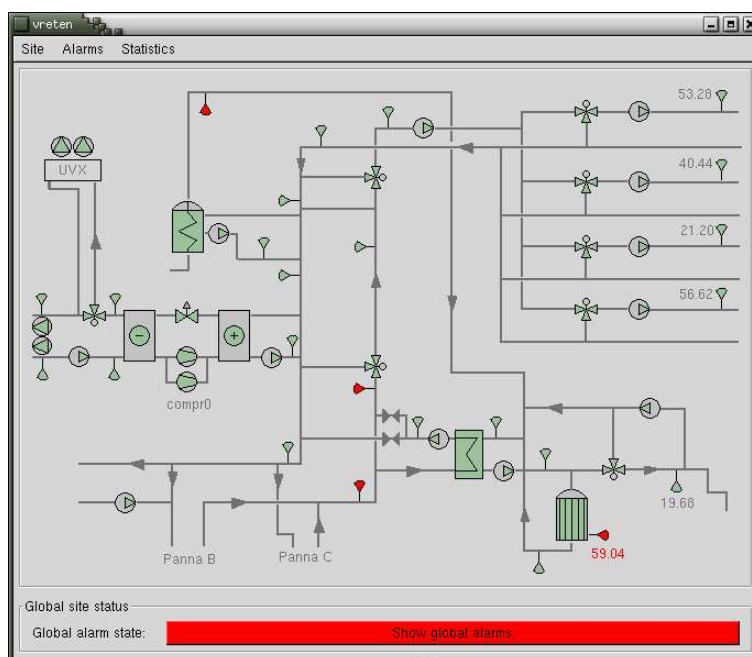 vreten
Site Alarms Statistics
53.28
UVX
40.44
21.20
56.62
compr0
19.68
Panna B
Panna C
59.04
Global site status
Global alarm state:
Show global alarms.